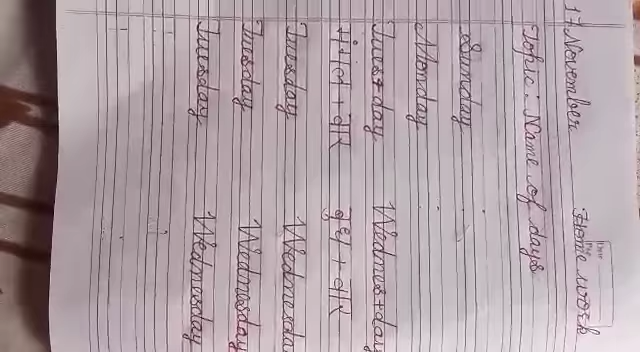 17 November Home work
Topic: Name of days
Sunday
Monday
Tues+day Wednes+day
मंगल + वार बुध + वार
Tuesday Wednesday
Tuesday Wednesday
Tuesday Wednesday